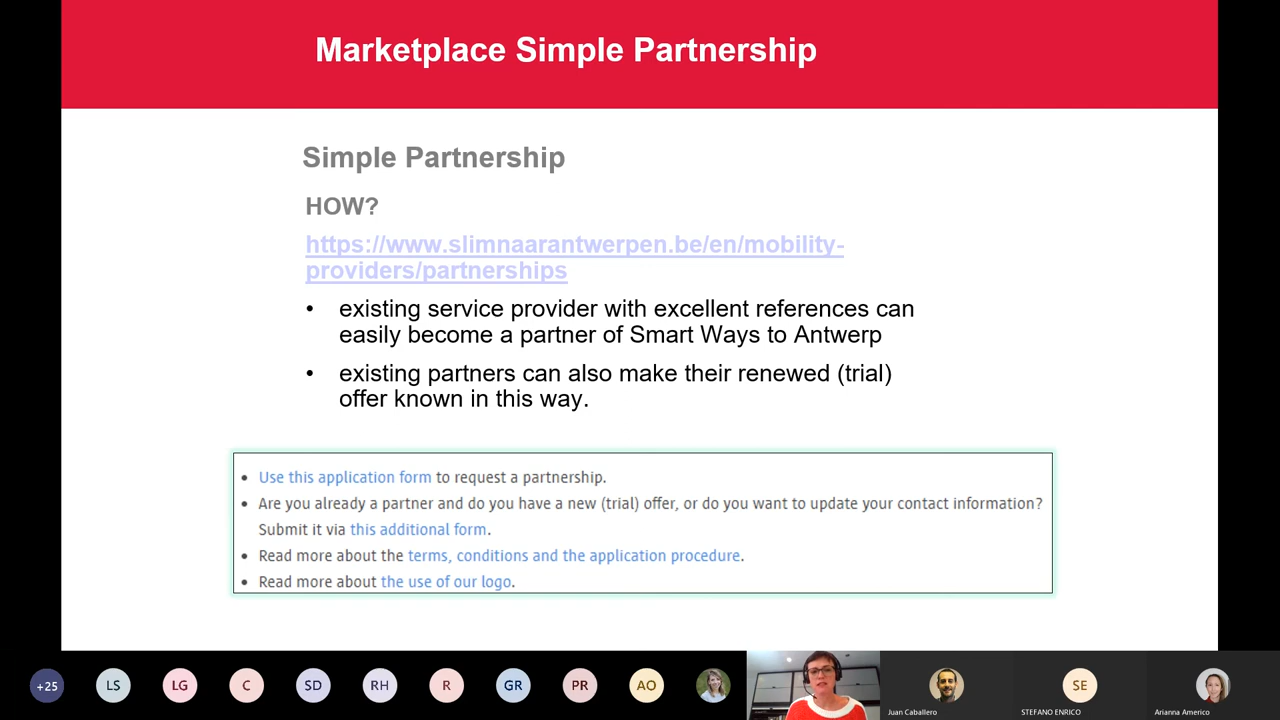 Marketplace Simple Partnership
Simple Partnership
HOW?
https://www.slimnaarantwerpen.be/en/mobility-
providers/partnerships
• existing service provider with excellent references can
easily become a partner of Smart Ways to Antwerp
• existing partners can also make their renewed (trial)
offer known in this way.
• Use this application form to request a partnership.
• Are you already a partner and do you have a new (trial) offer, or do you want to update your contact information?
Submit it via this additional form.
• Read more about the terms, conditions and the application procedure.
• Read more about the use of our logo.
+25 LS LG C SD RH R GR PR AO SE
Juan Caballero STEFANO ENRICO Arianna Americo